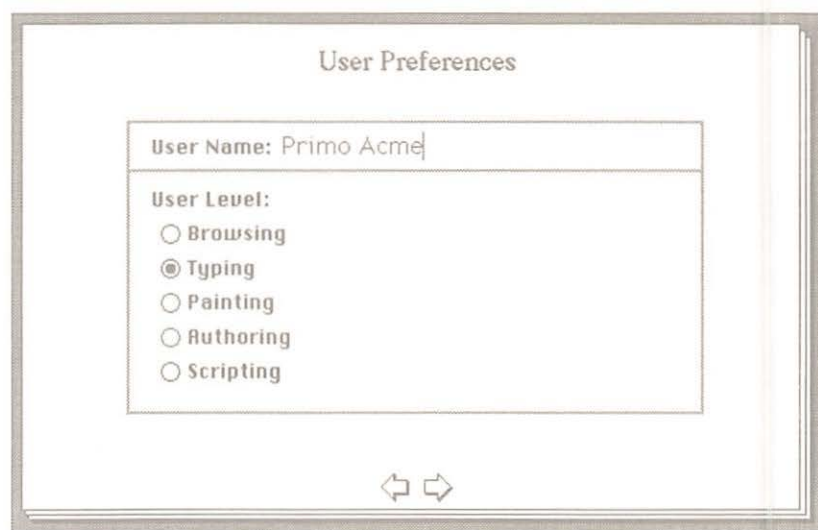 User Preferences
User Name: Primo Acme
User Level:
Browsing
Typing
Painting
Authoring
Scripting